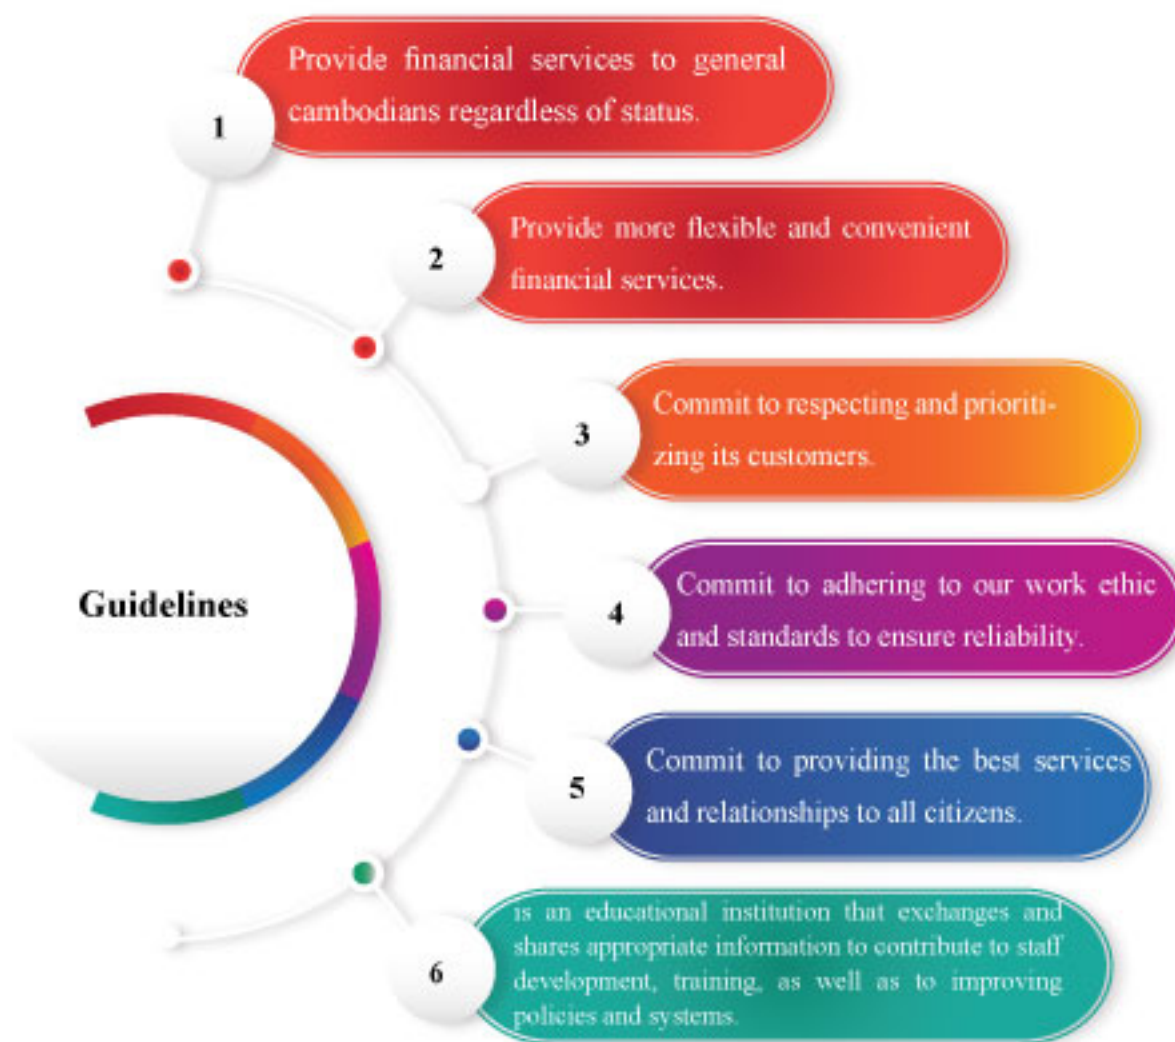 Guidelines
1
Provide financial services to general
cambodians regardless of status.
2
Provide more flexible and convenient
financial services.
3
Commit to respecting and prioriti-
zing its customers.
4
Commit to adhering to our work ethic
and standards to ensure reliability.
5
Commit to providing the best services
and relationships to all citizens.
6
is an educational institution that exchanges and
shares appropriate information to contribute to staff
development, training, as well as to improving
policies and systems.